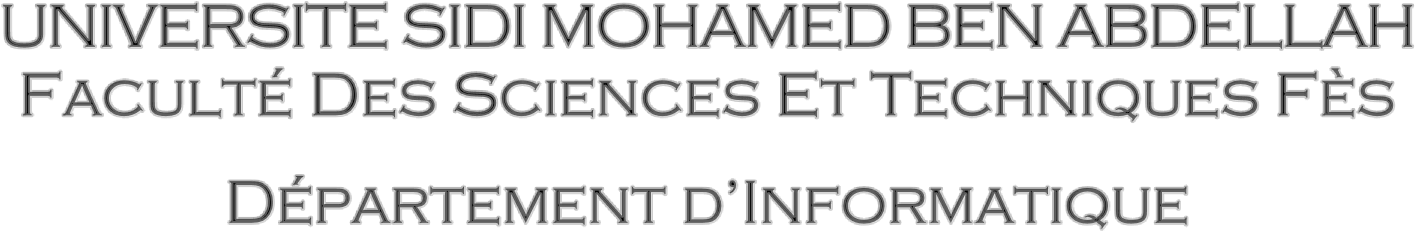 UNIVERSITE SIDI MOHAMED BEN ABDELLAH
FACULTÉ DES SCIENCES ET TECHNIQUES FÈS
DÉPARTEMENT D’INFORMATIQUE